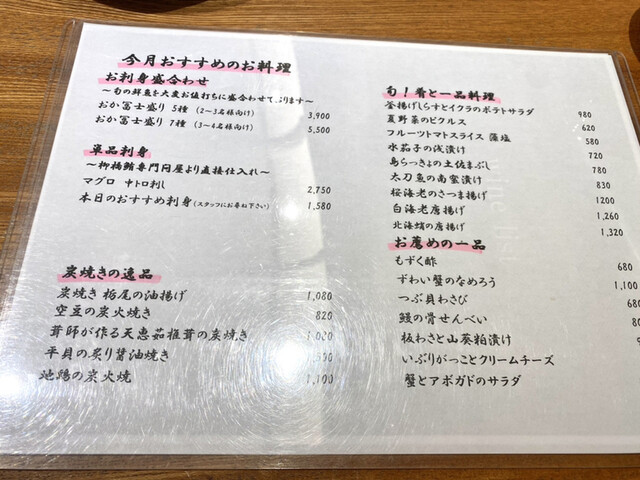 今月おすすめのお料理
お刺身盛合わせ
～旬の鮮魚を大変お値打ちに盛合わせております～
おか冨士盛り 5種 (2～3名様向け) 3,900
おか冨士盛り 7種 (3～4名様向け) 5,500
単品刺身
～柳橋鮪専門問屋より直接仕入れ～
マグロ 中トロ刺し 2,750
本日のおすすめ刺身 (スタッフにお尋ね下さい) 1,580
炭焼きの逸品
炭焼き 栃尾の油揚げ 1,080
空豆の炭火焼き 820
茸師が作る天恵茹椎茸の炭焼き 1,020
平貝の炙り醤油焼き
地鶏の炭火焼 1,100
旬!肴と一品料理
釜揚げしらすとイクラのポテトサラダ 980
夏野菜のピクルス 620
フルーツトマトスライス 藻塩 580
水茄子の浅漬け 720
島らっきょの土佐まぶし 780
太刀魚の南蛮漬け 830
桜海老のさつま揚げ 1200
白海老唐揚げ 1,260
北海蛸の唐揚げ 1,320
お薦めの一品
もずく酢 680
ずわい蟹のなめろう 1,100
つぶ貝わさび 680
鰻の骨せんべい
板わさと山葵粕漬け
いぶりがっことクリームチーズ
蟹とアボガドのサラダ